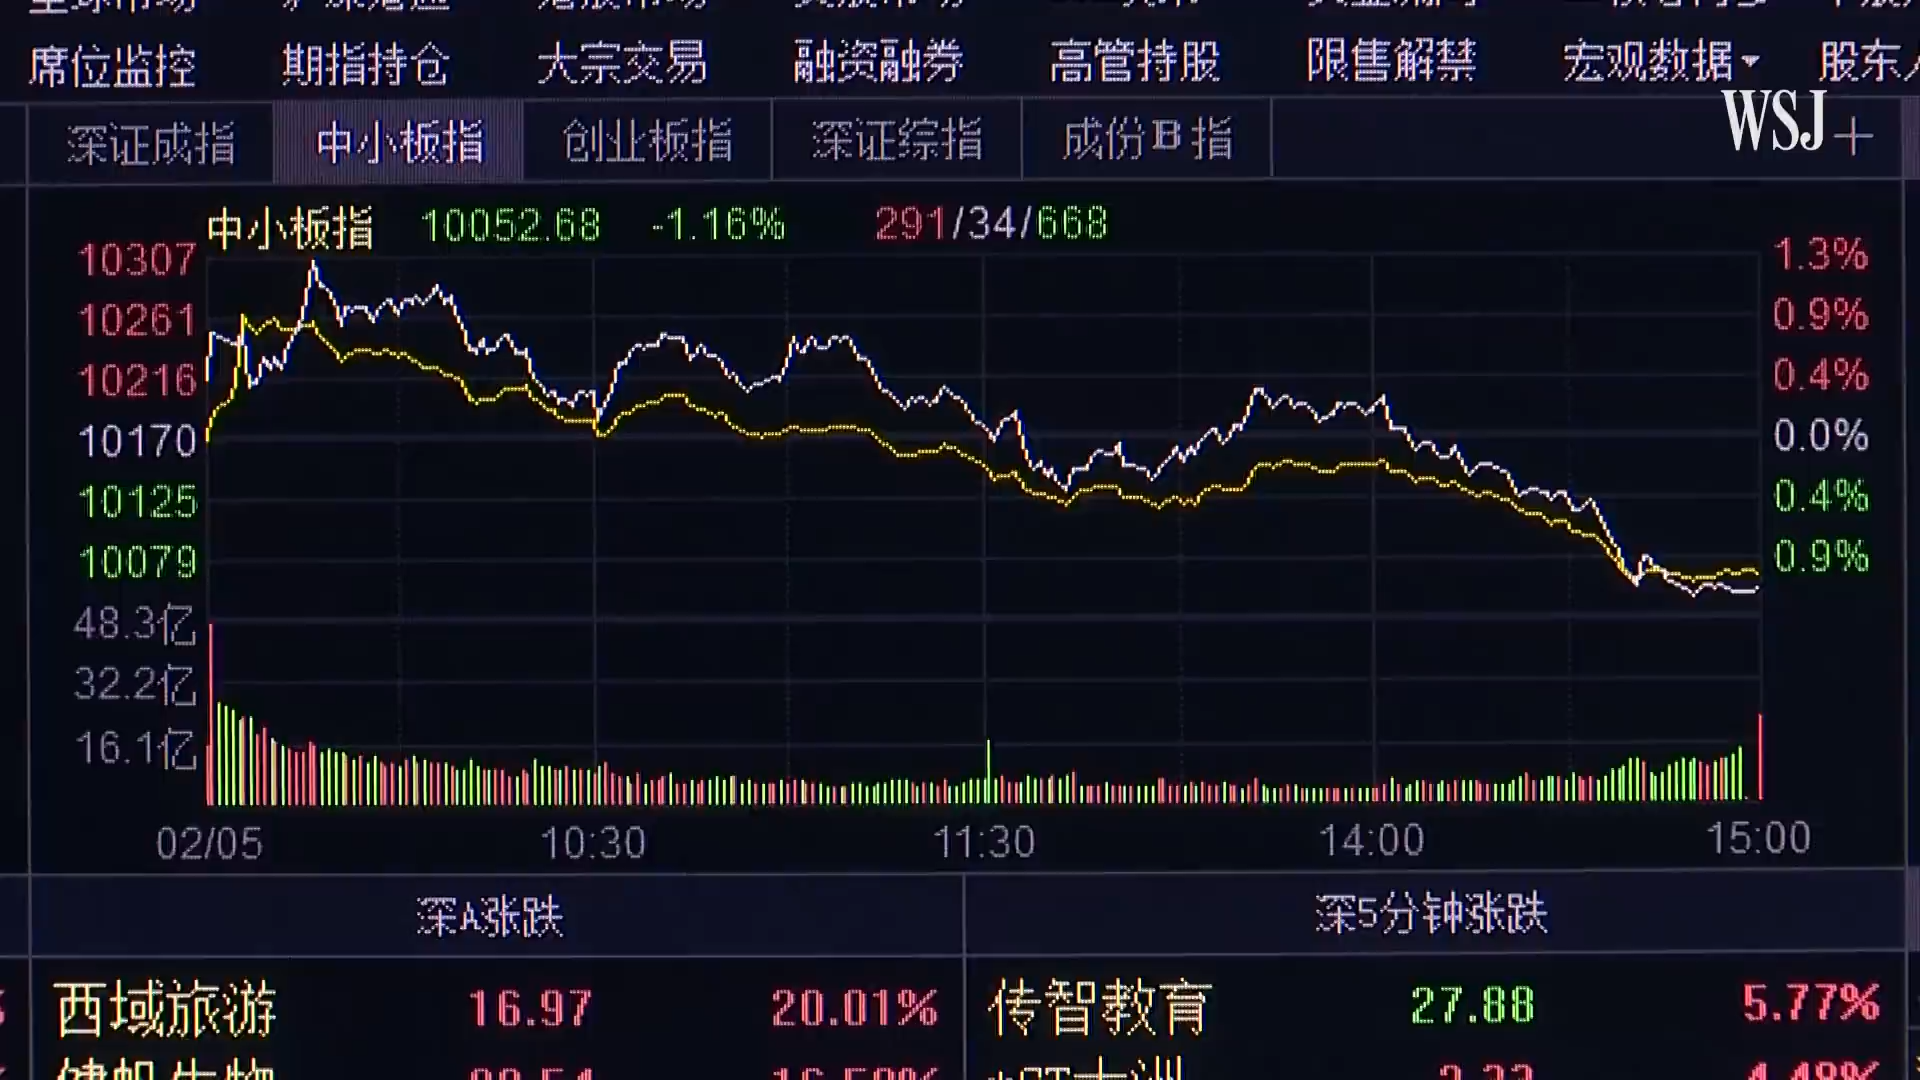 席位监控 期指持仓 大宗交易 融资融券 高管持股 限售解禁 宏观数据 股东
WSJ
深证成指 中小板指 创业板指 深证综指 成份B指 +
中小板指 10052.68 -1.16% 291/34/668
10307 1.3%
10261 0.9%
10216 0.4%
10170 0.0%
10125 0.4%
10079 0.9%
48.3亿
32.2亿
16.1亿
02/05 10:30 11:30 14:00 15:00
深A涨跌 深5分钟涨跌
西域旅游 16.97 20.01% 传智教育 27.88 5.77%